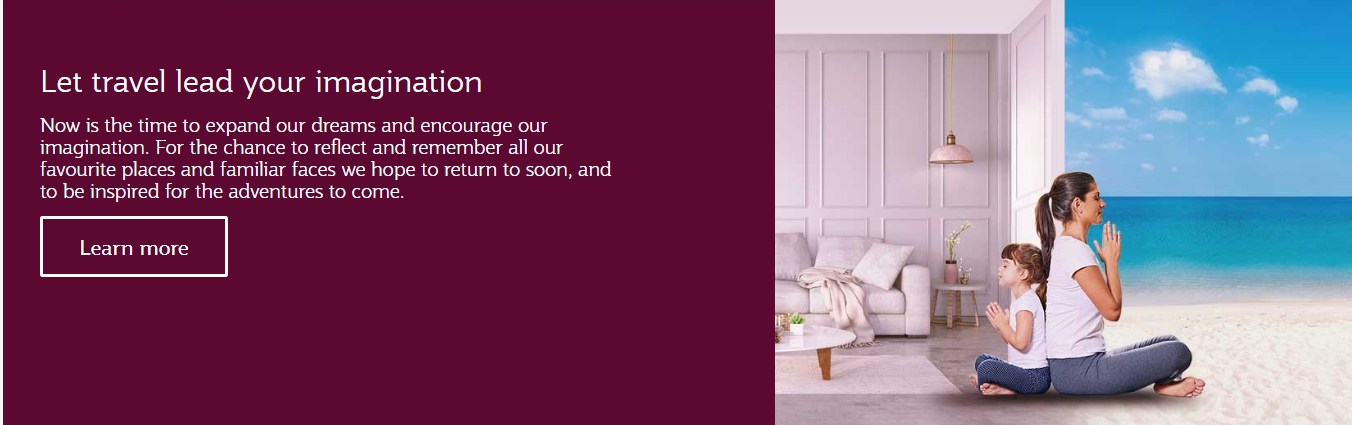 Let travel lead your imagination
Now is the time to expand our dreams and encourage our
imagination. For the chance to reflect and remember all our
favourite places and familiar faces we hope to return to soon, and
to be inspired for the adventures to come.
Learn more